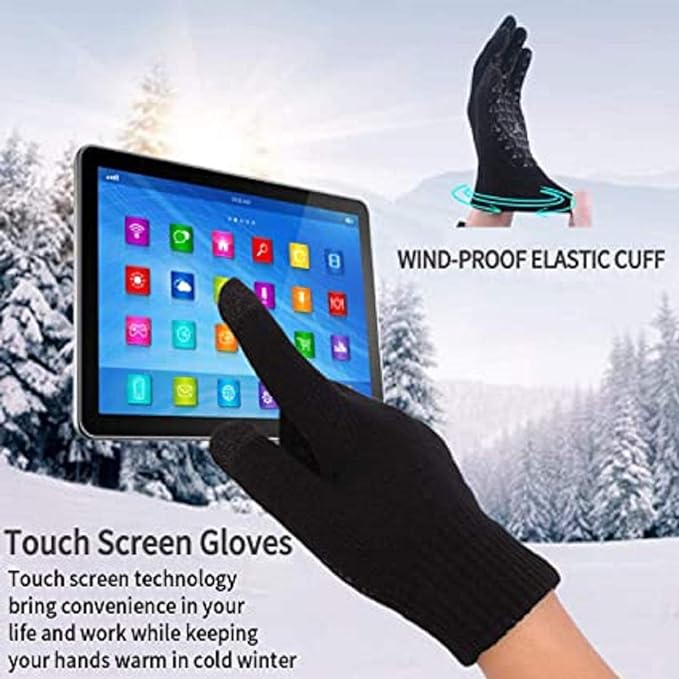 WIND-PROOF ELASTIC CUFF
Touch Screen Gloves
Touch screen technology
bring convenience in your
life and work while keeping
your hands warm in cold winter